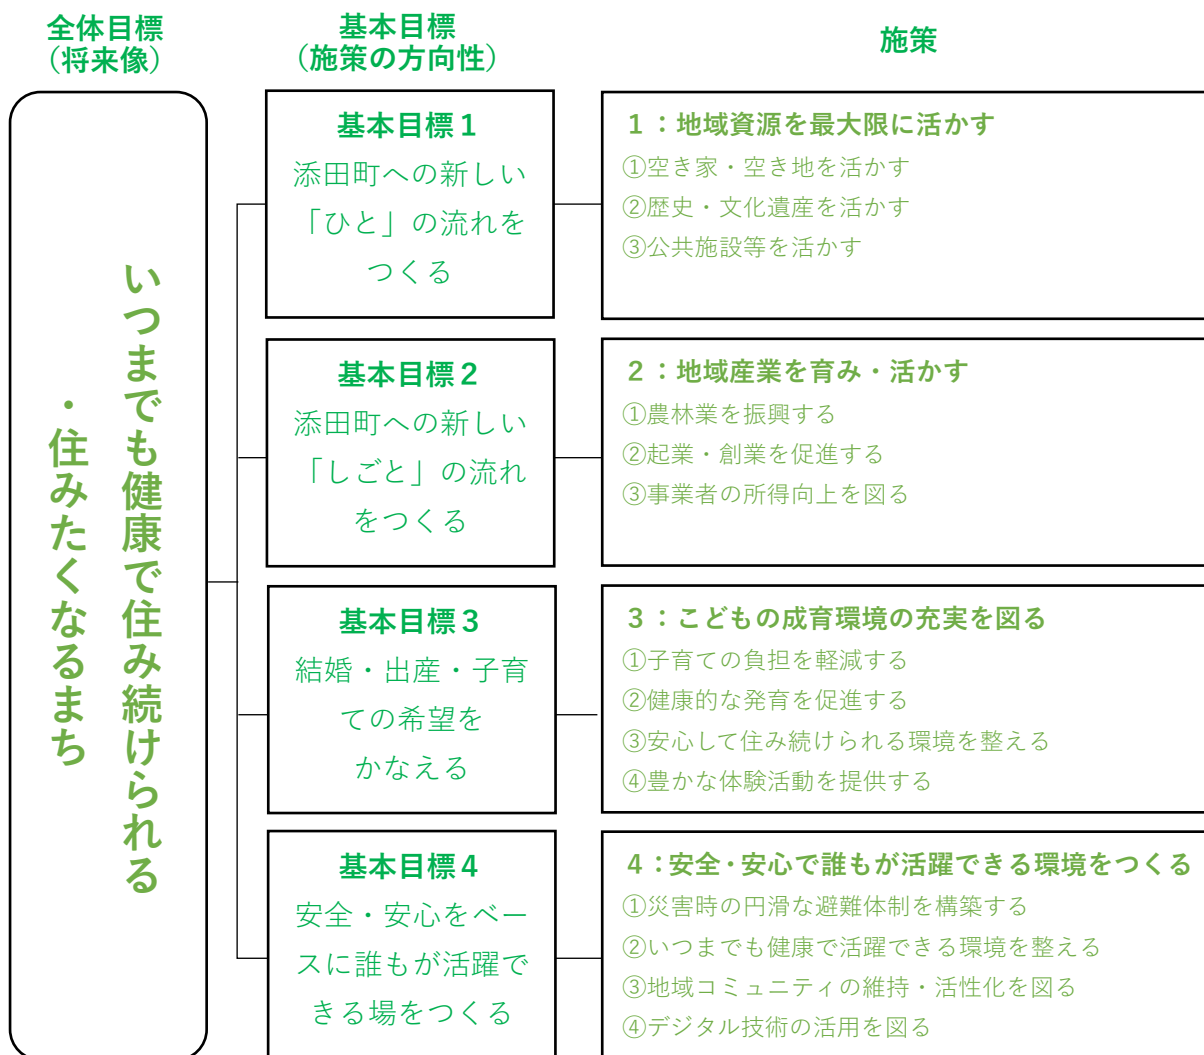 全体目標
（将来像）
基本目標
（施策の方向性）
施策
いつまでも健康で住み続けられる
・住みたくなるまち
基本目標１
添田町への新しい
「ひと」の流れを
つくる
１：地域資源を最大限に活かす
①空き家・空き地を活かす
②歴史・文化遺産を活かす
③公共施設等を活かす
基本目標２
添田町への新しい
「しごと」の流れ
をつくる
２：地域産業を育み・活かす
①農林業を振興する
②起業・創業を促進する
③事業者の所得向上を図る
基本目標３
結婚・出産・子育
ての希望を
かなえる
３：こどもの成育環境の充実を図る
①子育ての負担を軽減する
②健康的な発育を促進する
③安心して住み続けられる環境を整える
④豊かな体験活動を提供する
基本目標４
安全・安心をベー
スに誰もが活躍で
きる場をつくる
４：安全・安心で誰もが活躍できる環境をつくる
①災害時の円滑な避難体制を構築する
②いつまでも健康で活躍できる環境を整える
③地域コミュニティの維持・活性化を図る
④デジタル技術の活用を図る